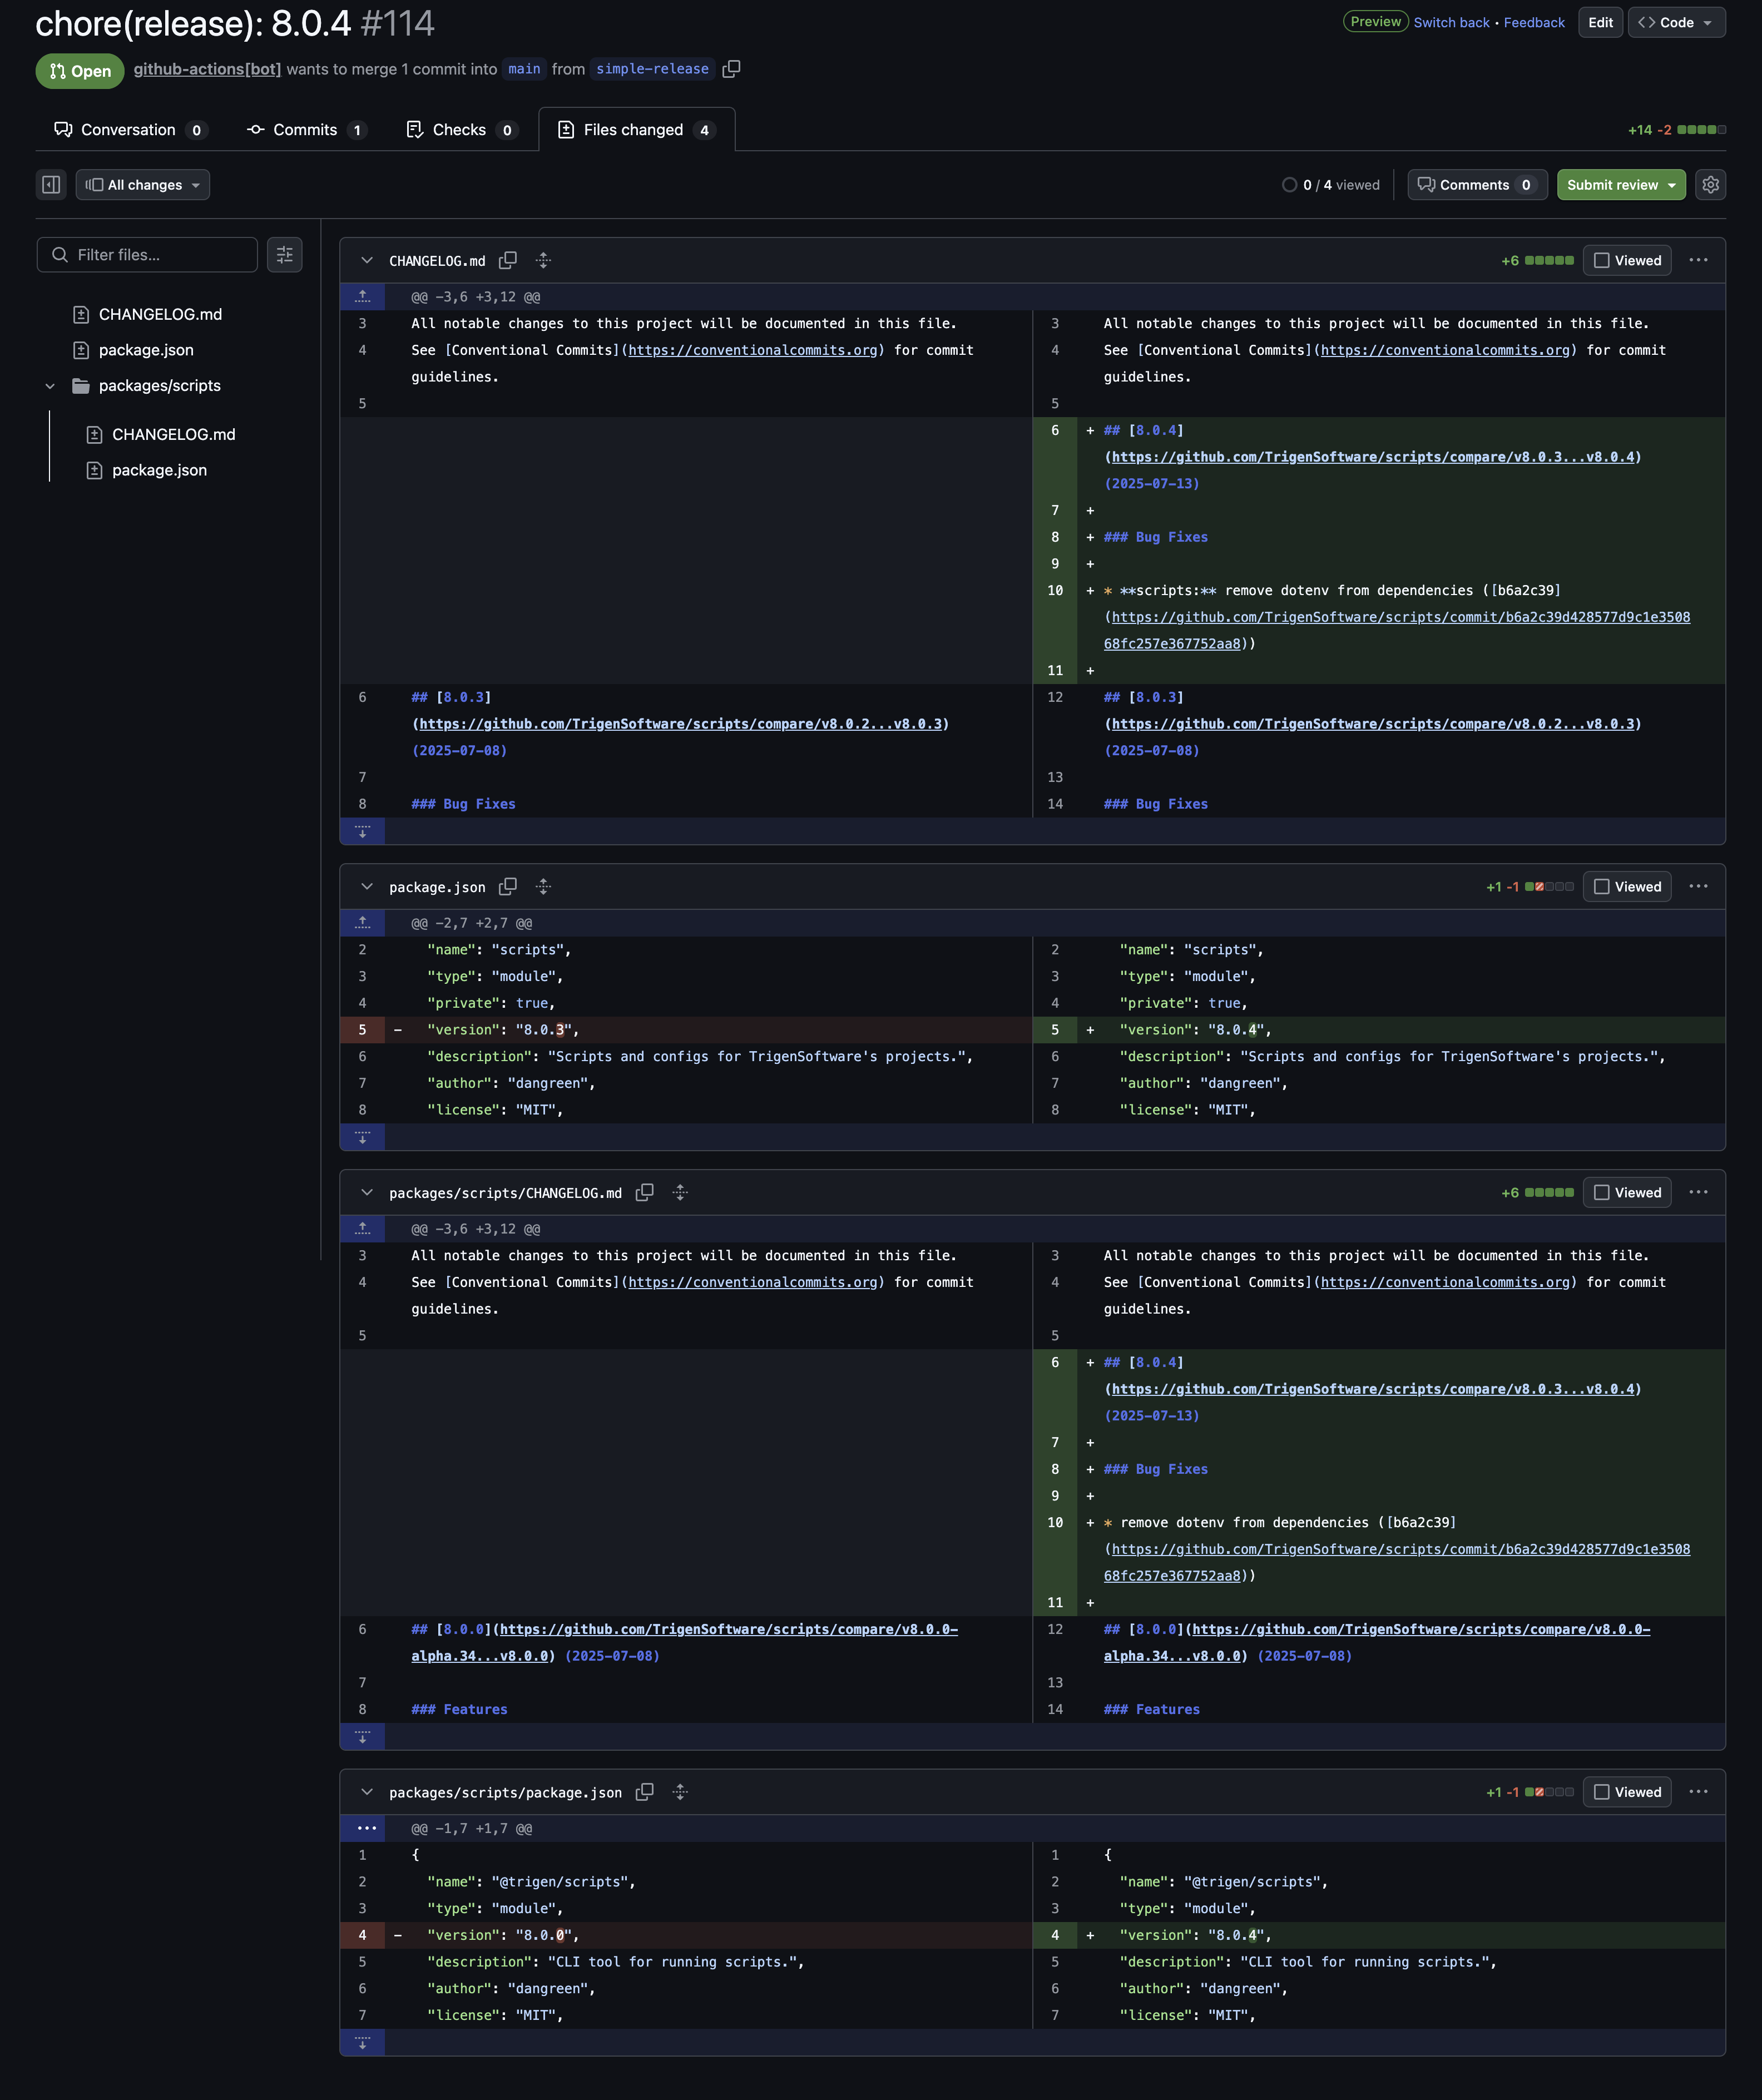 chore(release): 8.0.4 #114
Preview Switch back • Feedback Edit <> Code
Open github-actions[bot] wants to merge 1 commit into main from simple-release
Conversation 0 Commits 1 Checks 0 Files changed 4 +14 -2
All changes 0 / 4 viewed Comments 0 Submit review
Filter files...
CHANGELOG.md
package.json
packages/scripts
CHANGELOG.md
package.json
CHANGELOG.md +6 Viewed
@@ -3,6 +3,12 @@
3 All notable changes to this project will be documented in this file. 3 All notable changes to this project will be documented in this file.
4 See [Conventional Commits](https://conventionalcommits.org) for commit 4 See [Conventional Commits](https://conventionalcommits.org) for commit
guidelines. guidelines.
5 5
6 + ## [8.0.4]
(https://github.com/TrigenSoftware/scripts/compare/v8.0.3...v8.0.4)
(2025-07-13)
7 +
8 + ### Bug Fixes
9 +
10 + * **scripts:** remove dotenv from dependencies ([b6a2c39]
(https://github.com/TrigenSoftware/scripts/commit/b6a2c39d428577d9c1e3508
68fc257e367752aa8))
11 +
6 ## [8.0.3] 12 ## [8.0.3]
(https://github.com/TrigenSoftware/scripts/compare/v8.0.2...v8.0.3) (https://github.com/TrigenSoftware/scripts/compare/v8.0.2...v8.0.3)
(2025-07-08) (2025-07-08)
7 13
8 ### Bug Fixes 14 ### Bug Fixes
package.json +1 -1 Viewed
@@ -2,7 +2,7 @@
2 "name": "scripts", 2 "name": "scripts",
3 "type": "module", 3 "type": "module",
4 "private": true, 4 "private": true,
5 - "version": "8.0.3", 5 + "version": "8.0.4",
6 "description": "Scripts and configs for TrigenSoftware's projects.", 6 "description": "Scripts and configs for TrigenSoftware's projects.",
7 "author": "dangreen", 7 "author": "dangreen",
8 "license": "MIT", 8 "license": "MIT",
packages/scripts/CHANGELOG.md +6 Viewed
@@ -3,6 +3,12 @@
3 All notable changes to this project will be documented in this file. 3 All notable changes to this project will be documented in this file.
4 See [Conventional Commits](https://conventionalcommits.org) for commit 4 See [Conventional Commits](https://conventionalcommits.org) for commit
guidelines. guidelines.
5 5
6 + ## [8.0.4]
(https://github.com/TrigenSoftware/scripts/compare/v8.0.3...v8.0.4)
(2025-07-13)
7 +
8 + ### Bug Fixes
9 +
10 + * remove dotenv from dependencies ([b6a2c39]
(https://github.com/TrigenSoftware/scripts/commit/b6a2c39d428577d9c1e3508
68fc257e367752aa8))
11 +
6 ## [8.0.0](https://github.com/TrigenSoftware/scripts/compare/v8.0.0- 12 ## [8.0.0](https://github.com/TrigenSoftware/scripts/compare/v8.0.0-
alpha.34...v8.0.0) (2025-07-08) alpha.34...v8.0.0) (2025-07-08)
7 13
8 ### Features 14 ### Features
packages/scripts/package.json +1 -1 Viewed
@@ -1,7 +1,7 @@
1 { 1 {
2 "name": "@trigen/scripts", 2 "name": "@trigen/scripts",
3 "type": "module", 3 "type": "module",
4 - "version": "8.0.0", 4 + "version": "8.0.4",
5 "description": "CLI tool for running scripts.", 5 "description": "CLI tool for running scripts.",
6 "author": "dangreen", 6 "author": "dangreen",
7 "license": "MIT", 7 "license": "MIT",